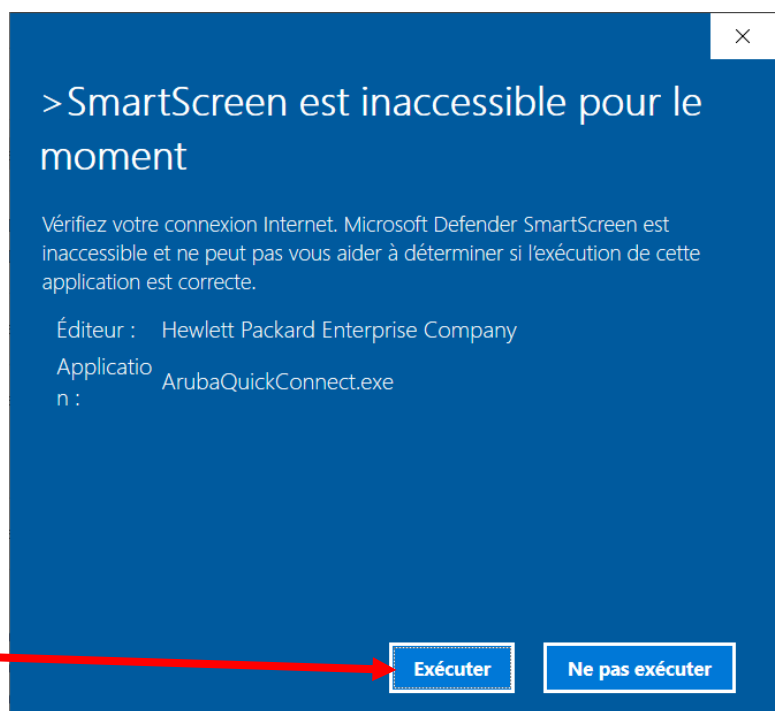 >SmartScreen est inaccessible pour le
moment
Vérifiez votre connexion Internet. Microsoft Defender SmartScreen est
inaccessible et ne peut pas vous aider à déterminer si l'exécution de cette
application est correcte.
Éditeur : Hewlett Packard Enterprise Company
Applicatio
n : ArubaQuickConnect.exe
Exécuter Ne pas exécuter